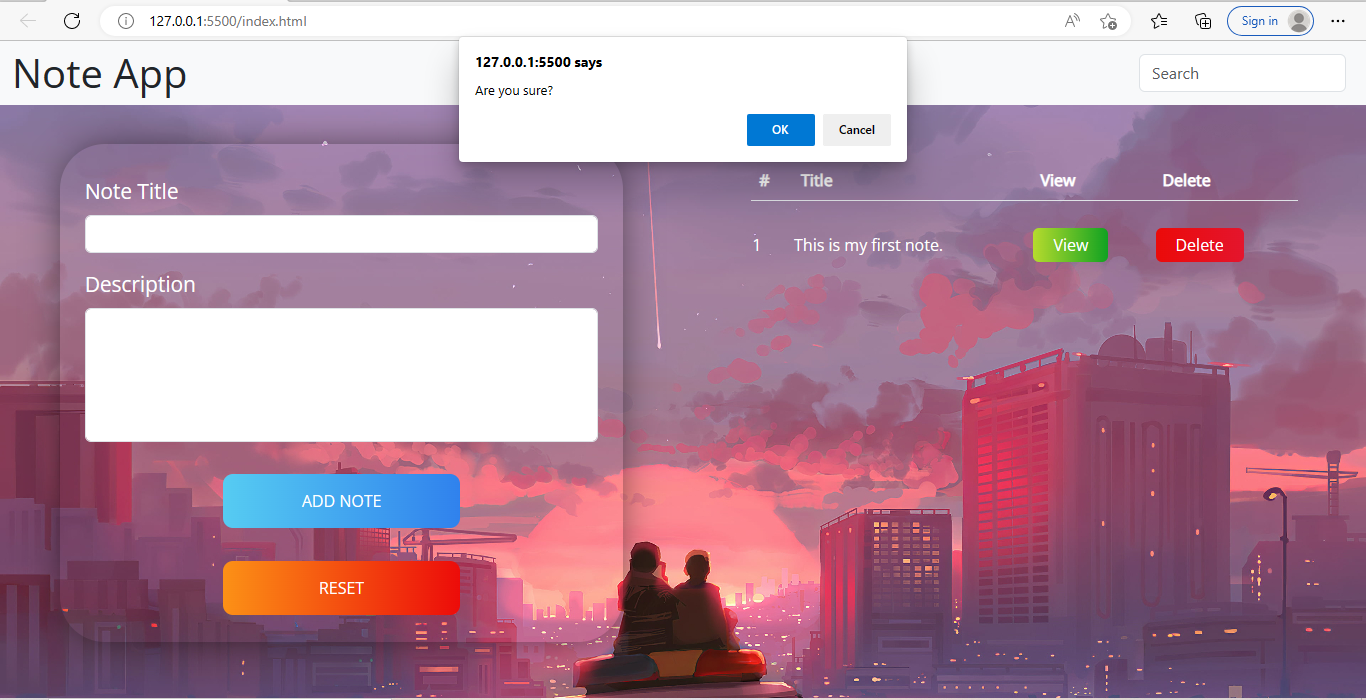 127.0.0.1:5500/index.html
Sign in
127.0.0.1:5500 says
Are you sure?
OK
Cancel
Note App
Search
Note Title
Description
ADD NOTE
RESET
# Title View Delete
1 This is my first note. View Delete